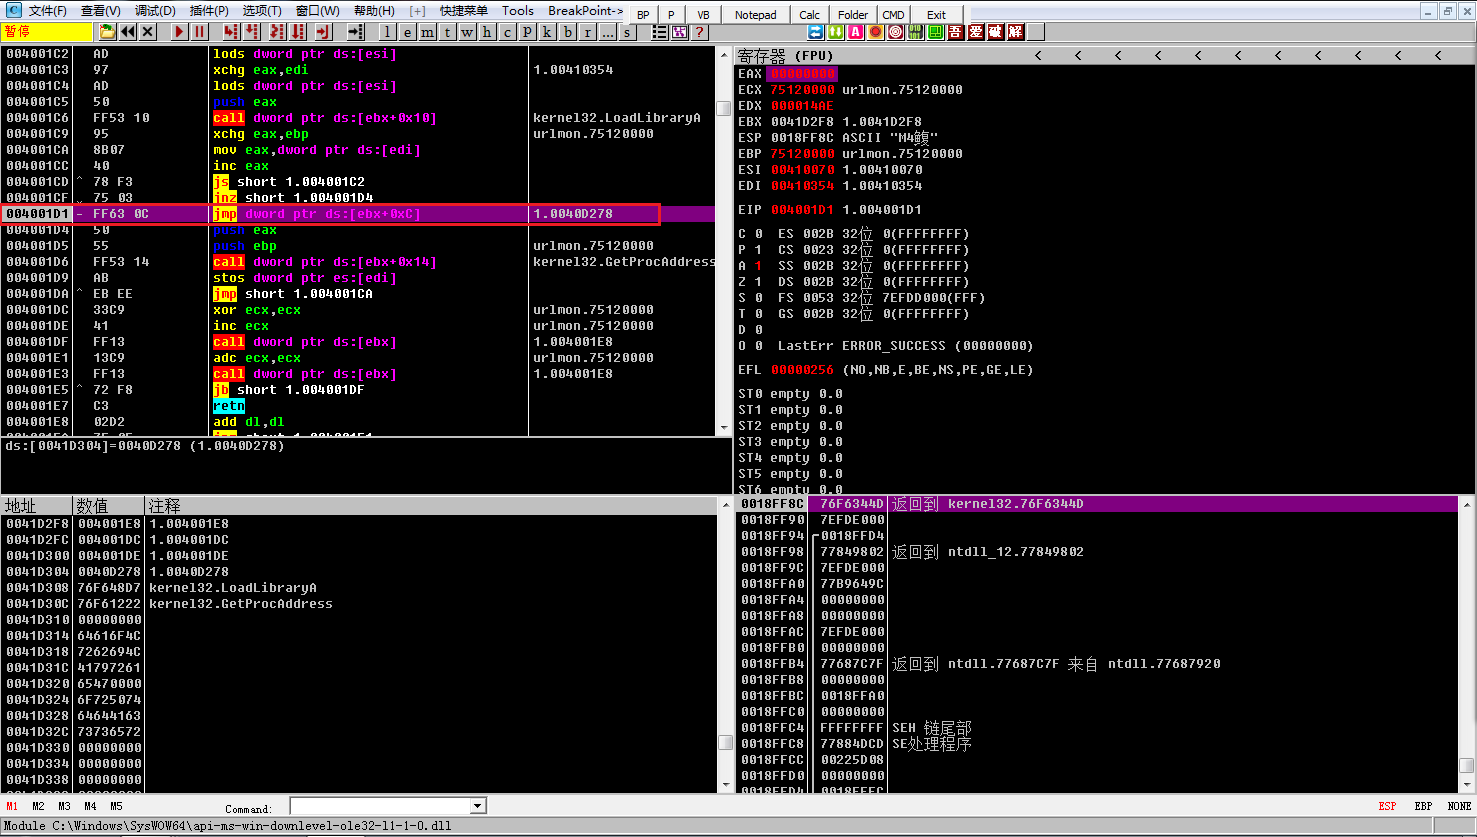 文件(F) 查看(V) 调试(D) 插件(P) 选项(T) 窗口(W) 帮助(H) [+] 快捷菜单 Tools BreakPoint-> BP P VB Notepad Calc Folder CMD Exit
暂停 l e m t w h c p k b r ... s ? 吾 爱 破 解
004001C2 AD lods dword ptr ds:[esi]
004001C3 97 xchg eax,edi 1.00410354
004001C4 AD lods dword ptr ds:[esi]
004001C5 50 push eax
004001C6 FF53 10 call dword ptr ds:[ebx+0x10] kernel32.LoadLibraryA
004001C9 95 xchg eax,ebp urlmon.75120000
004001CA 8B07 mov eax,dword ptr ds:[edi]
004001CC 40 inc eax
004001CD ^ 78 F3 js short 1.004001C2
004001CF 75 03 jnz short 1.004001D4
004001D1 - FF63 0C jmp dword ptr ds:[ebx+0xC] 1.0040D278
004001D4 50 push eax
004001D5 55 push ebp urlmon.75120000
004001D6 FF53 14 call dword ptr ds:[ebx+0x14] kernel32.GetProcAddress
004001D9 AB stos dword ptr es:[edi]
004001DA ^ EB EE jmp short 1.004001CA
004001DC 33C9 xor ecx,ecx urlmon.75120000
004001DE 41 inc ecx urlmon.75120000
004001DF FF13 call dword ptr ds:[ebx] 1.004001E8
004001E1 13C9 adc ecx,ecx urlmon.75120000
004001E3 FF13 call dword ptr ds:[ebx] 1.004001E8
004001E5 ^ 72 F8 jb short 1.004001DF
004001E7 C3 retn
004001E8 02D2 add dl,dl
ds:[0041D304]=0040D278 (1.0040D278)
寄存器 (FPU) < < < < < < < < < < <
EAX 00000000
ECX 75120000 urlmon.75120000
EDX 000014AE
EBX 0041D2F8 1.0041D2F8
ESP 0018FF8C ASCII "M4鰒"
EBP 75120000 urlmon.75120000
ESI 00410070 1.00410070
EDI 00410354 1.00410354
EIP 004001D1 1.004001D1
C 0 ES 002B 32位 0(FFFFFFFF)
P 1 CS 0023 32位 0(FFFFFFFF)
A 1 SS 002B 32位 0(FFFFFFFF)
Z 1 DS 002B 32位 0(FFFFFFFF)
S 0 FS 0053 32位 7EFDD000(FFF)
T 0 GS 002B 32位 0(FFFFFFFF)
D 0
O 0 LastErr ERROR_SUCCESS (00000000)
EFL 00000256 (NO,NB,E,BE,NS,PE,GE,LE)
ST0 empty 0.0
ST1 empty 0.0
ST2 empty 0.0
ST3 empty 0.0
ST4 empty 0.0
ST5 empty 0.0
ST6 empty 0.0
地址 数值 注释
0041D2F8 004001E8 1.004001E8
0041D2FC 004001DC 1.004001DC
0041D300 004001DE 1.004001DE
0041D304 0040D278 1.0040D278
0041D308 76F648D7 kernel32.LoadLibraryA
0041D30C 76F61222 kernel32.GetProcAddress
0041D310 00000000
0041D314 64616F4C
0041D318 7262694C
0041D31C 41797261
0041D320 65470000
0041D324 6F725074
0041D328 64644163
0041D32C 73736572
0041D330 00000000
0041D334 00000000
0041D338 00000000
0018FF8C 76F6344D 返回到 kernel32.76F6344D
0018FF90 7EFDE000
0018FF94 0018FFD4
0018FF98 77849802 返回到 ntdll_12.77849802
0018FF9C 7EFDE000
0018FFA0 77B9649C
0018FFA4 00000000
0018FFA8 00000000
0018FFAC 7EFDE000
0018FFB0 00000000
0018FFB4 77687C7F 返回到 ntdll.77687C7F 来自 ntdll.77687920
0018FFB8 00000000
0018FFBC 0018FFA0
0018FFC0 00000000
0018FFC4 FFFFFFFF SEH 链尾部
0018FFC8 77884DCD SE处理程序
0018FFCC 00225D08
0018FFD0 00000000
0018FFD4 0018FFEC
M1 M2 M3 M4 M5 Command: ESP EBP NONE
Module C:\Windows\SysWOW64\api-ms-win-downlevel-ole32-l1-1-0.dll